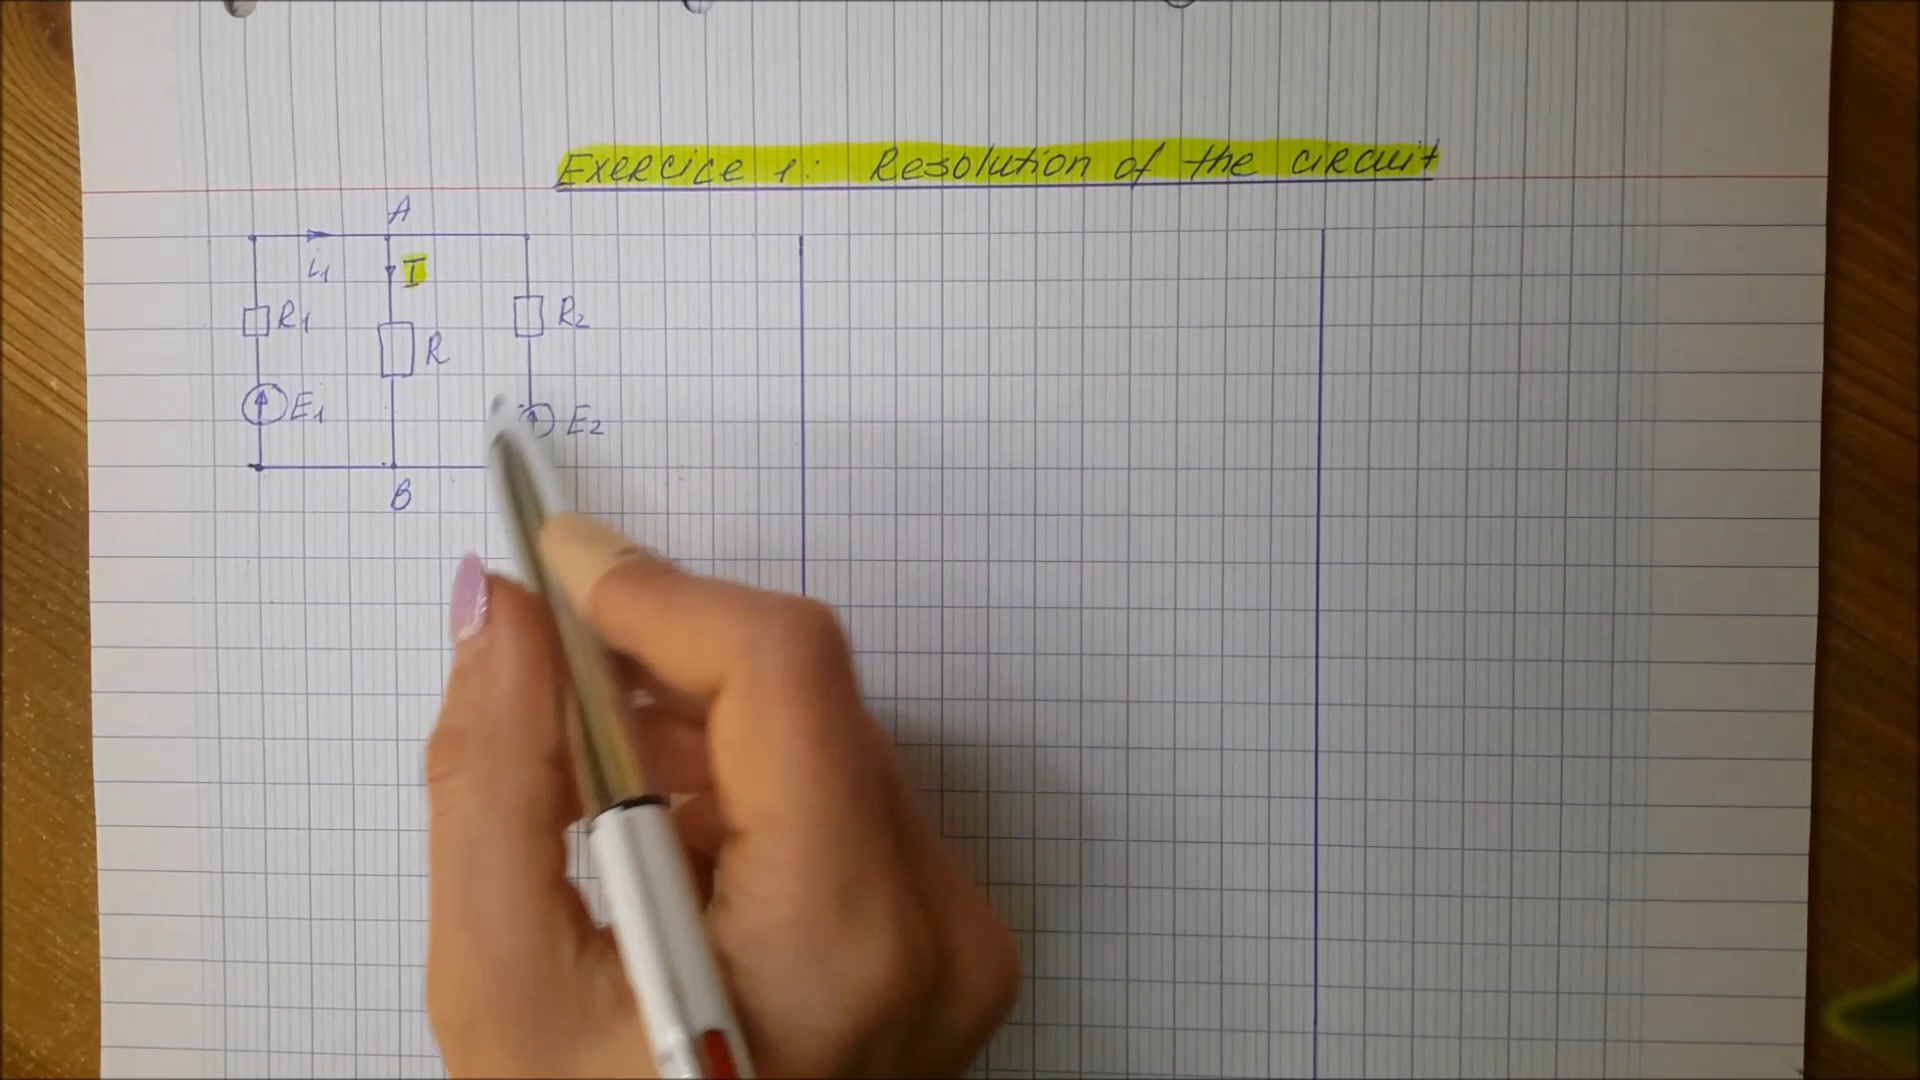 Exercice 1: Resolution of the circuit
A
i1
I
R1
R
R2
E1
E2
B